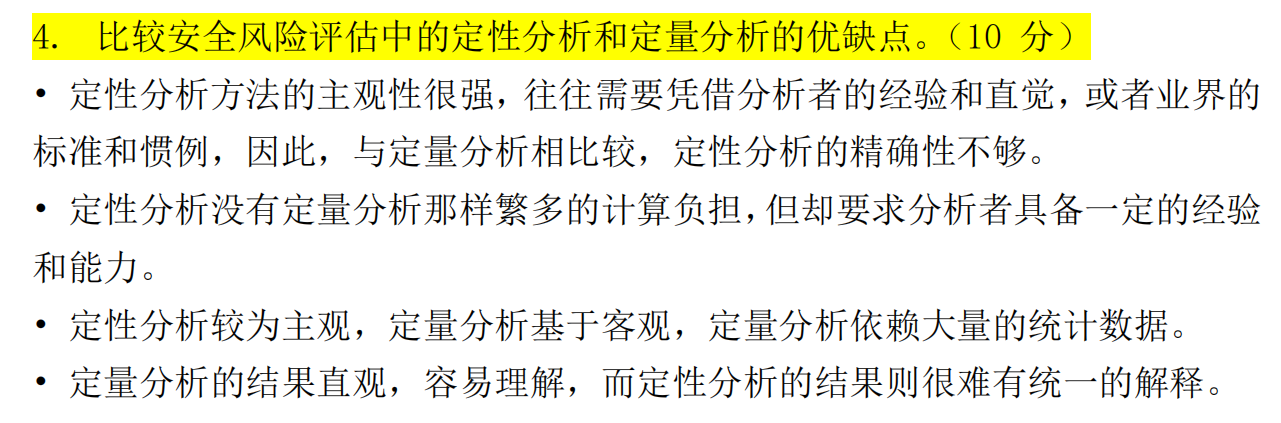 4. 比较安全风险评估中的定性分析和定量分析的优缺点。（10 分）
• 定性分析方法的主观性很强，往往需要凭借分析者的经验和直觉，或者业界的
标准和惯例，因此，与定量分析相比较，定性分析的精确性不够。
• 定性分析没有定量分析那样繁多的计算负担，但却要求分析者具备一定的经验
和能力。
• 定性分析较为主观，定量分析基于客观，定量分析依赖大量的统计数据。
• 定量分析的结果直观，容易理解，而定性分析的结果则很难有统一的解释。